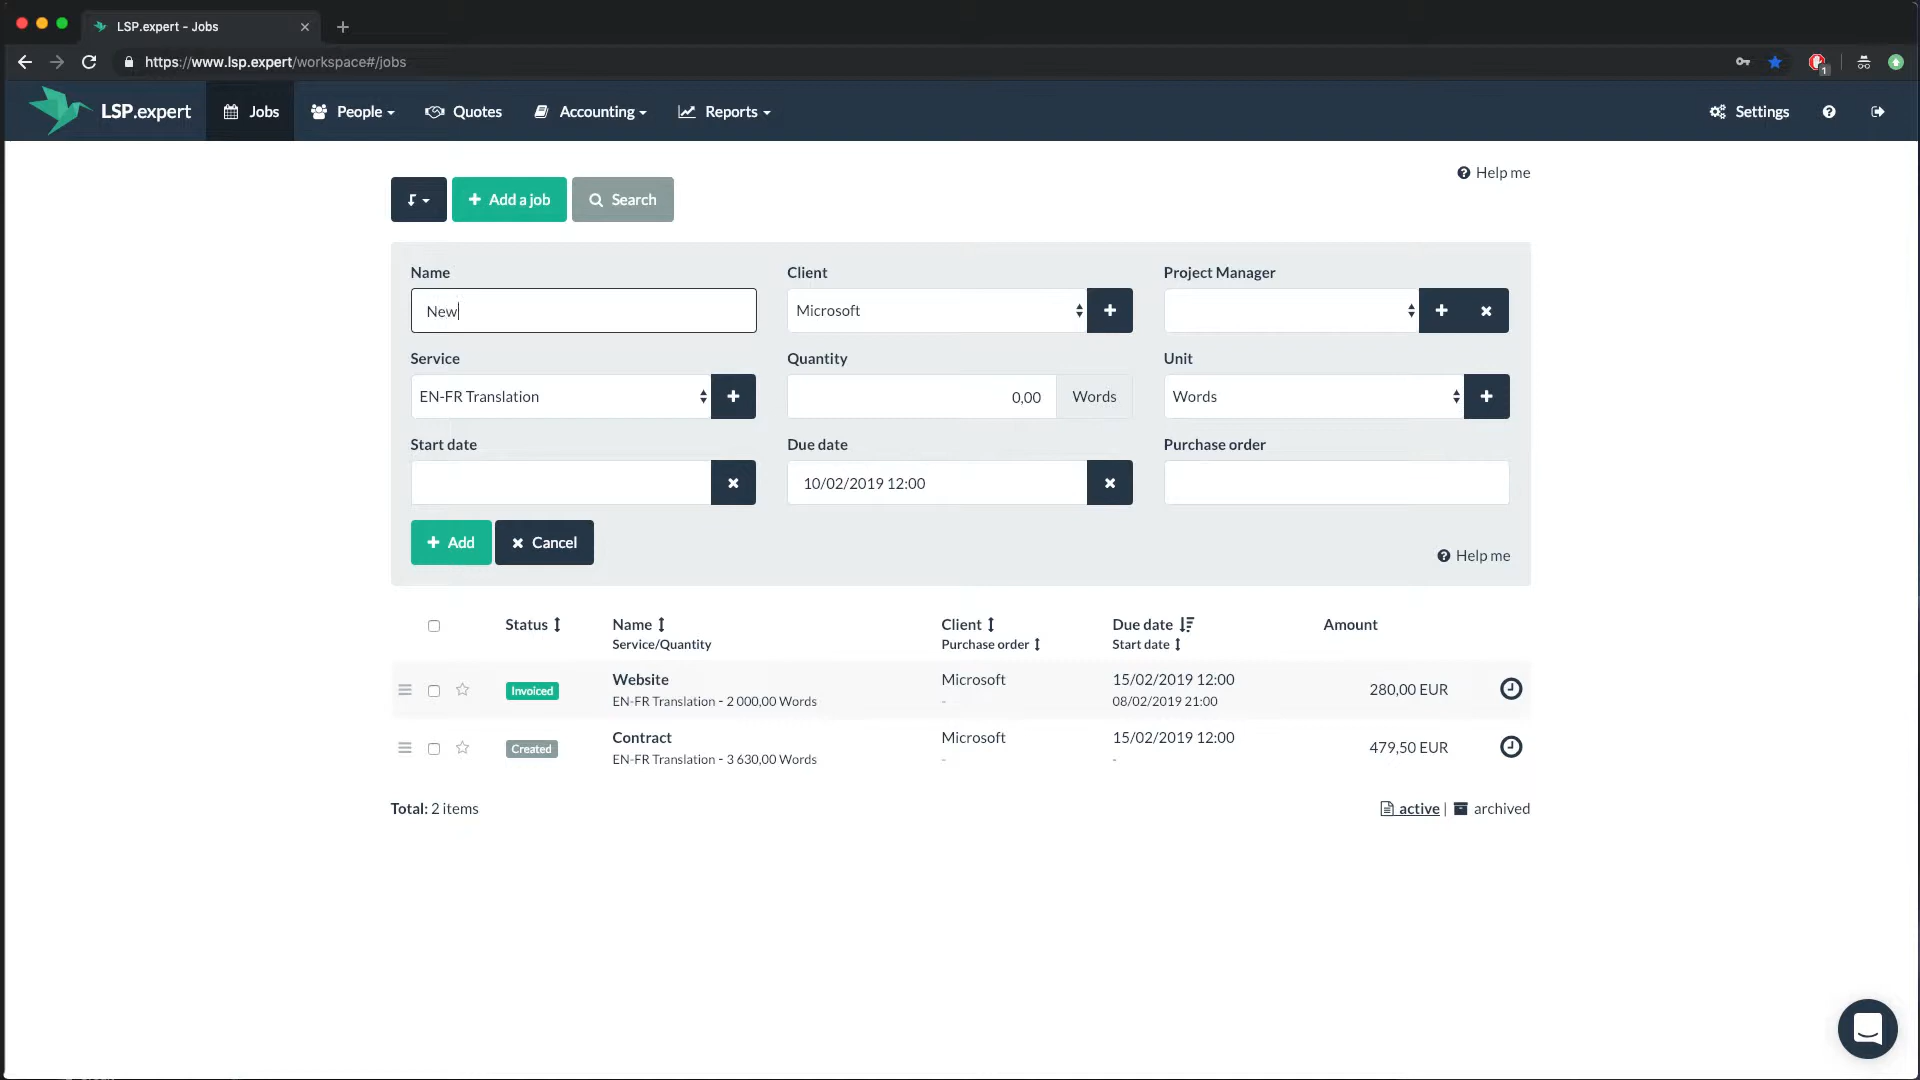 LSP.expert - Jobs
https://www.lsp.expert/workspace#/jobs
1
LSP.expert Jobs People Quotes Accounting Reports Settings
Help me
Add a job Search
Name Client Project Manager
New Microsoft
Service Quantity Unit
EN-FR Translation 0,00 Words Words
Start date Due date Purchase order
10/02/2019 12:00
Add Cancel
Help me
Status Name Client Due date Amount
Service/Quantity Purchase order Start date
Invoiced Website Microsoft 15/02/2019 12:00 280,00 EUR
EN-FR Translation - 2 000,00 Words - 08/02/2019 21:00
Created Contract Microsoft 15/02/2019 12:00 479,50 EUR
EN-FR Translation - 3 630,00 Words - -
Total: 2 items active | archived